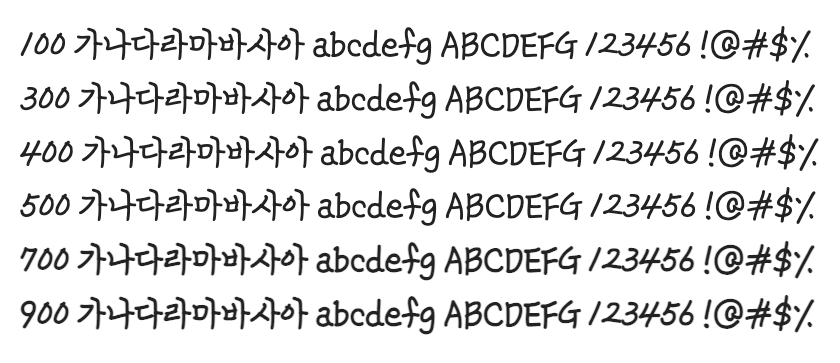 100 가나다라마바사아 abcdefg ABCDEFG 123456 !@#$%
300 가나다라마바사아 abcdefg ABCDEFG 123456 !@#$%
400 가나다라마바사아 abcdefg ABCDEFG 123456 !@#$%
500 가나다라마바사아 abcdefg ABCDEFG 123456 !@#$%
700 가나다라마바사아 abcdefg ABCDEFG 123456 !@#$%
900 가나다라마바사아 abcdefg ABCDEFG 123456 !@#$%